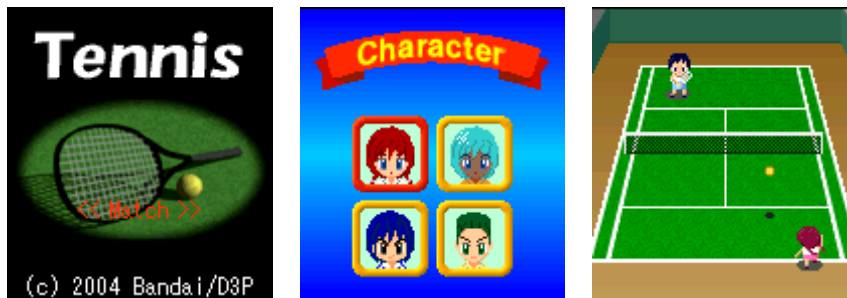 Tennis
<< Match >>
(c) 2004 Bandai/D3P
Character